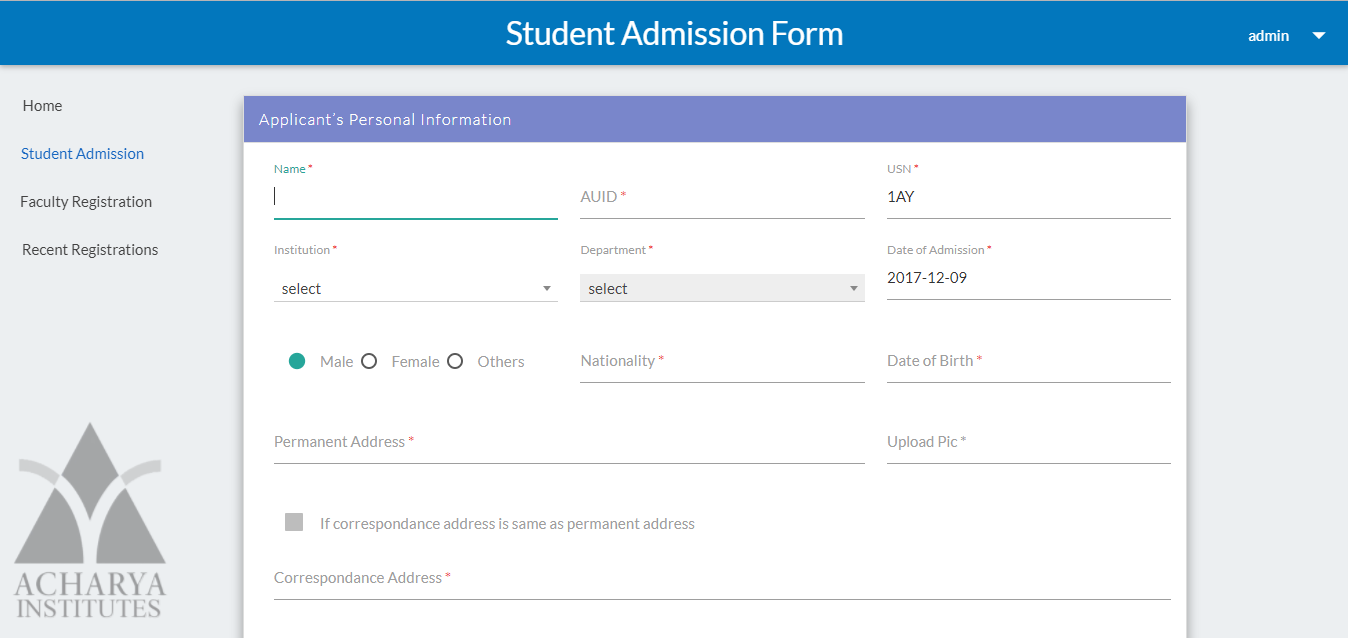 Student Admission Form
admin
Home
Student Admission
Faculty Registration
Recent Registrations
ACHARYA
INSTITUTES
Applicant's Personal Information
Name *
AUID *
USN *
1AY
Institution *
select
Department *
select
Date of Admission *
2017-12-09
Male Female Others
Nationality *
Date of Birth *
Permanent Address *
Upload Pic *
If correspondance address is same as permanent address
Correspondance Address *